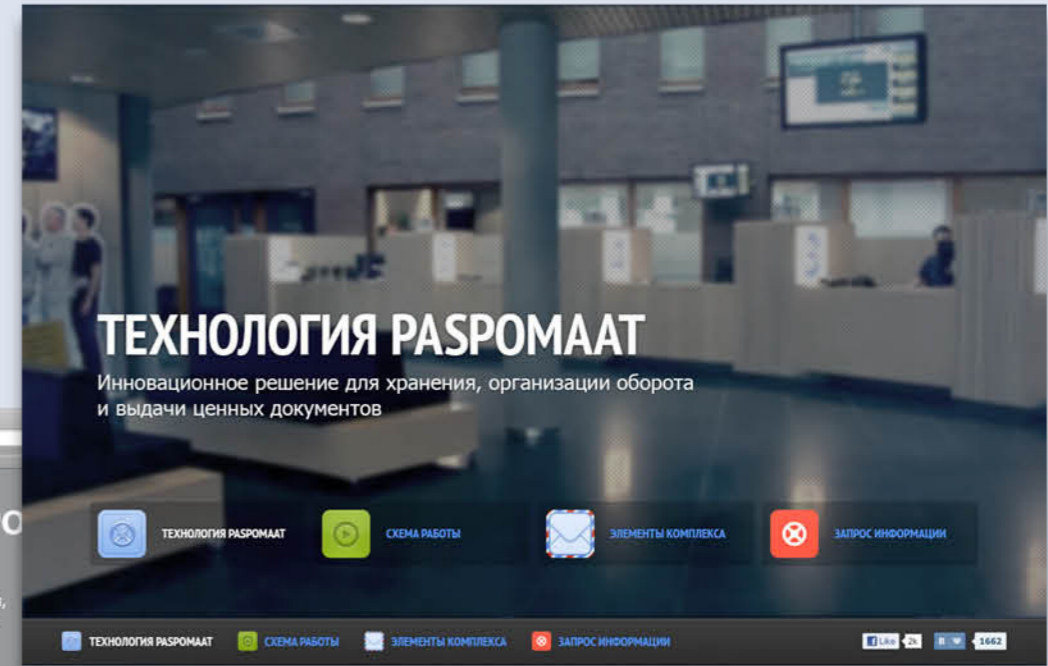 ТЕХНОЛОГИЯ PASPOMAAT
Инновационное решение для хранения, организации оборота
и выдачи ценных документов
ТЕХНОЛОГИЯ PASPOMAAT
СХЕМА РАБОТЫ
ЭЛЕМЕНТЫ КОМПЛЕКСА
ЗАПРОС ИНФОРМАЦИИ
ТЕХНОЛОГИЯ PASPOMAAT
СХЕМА РАБОТЫ
ЭЛЕМЕНТЫ КОМПЛЕКСА
ЗАПРОС ИНФОРМАЦИИ
Like 2k
В 1662